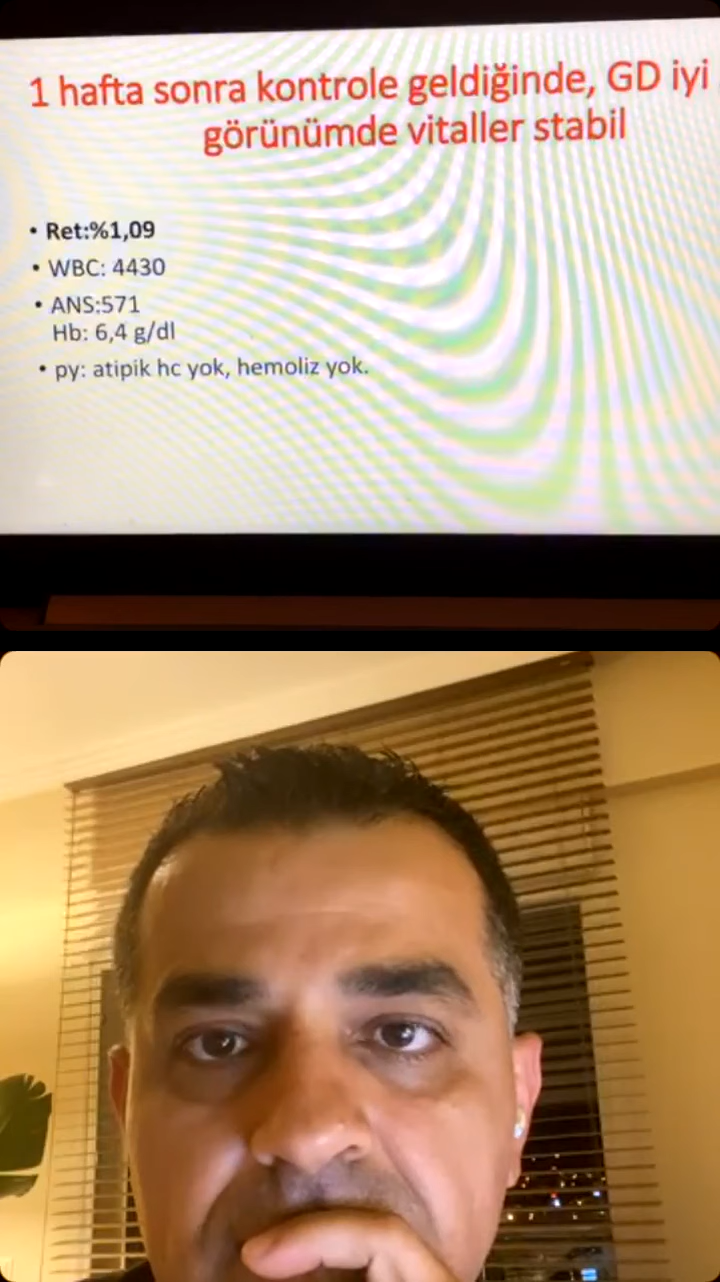 1 hafta sonra kontrole geldiğinde, GD iyi
görünümde vitaller stabil
• Ret:%1,09
• WBC: 4430
• ANS:571
Hb: 6,4 g/dl
• py: atipik hc yok, hemoliz yok.